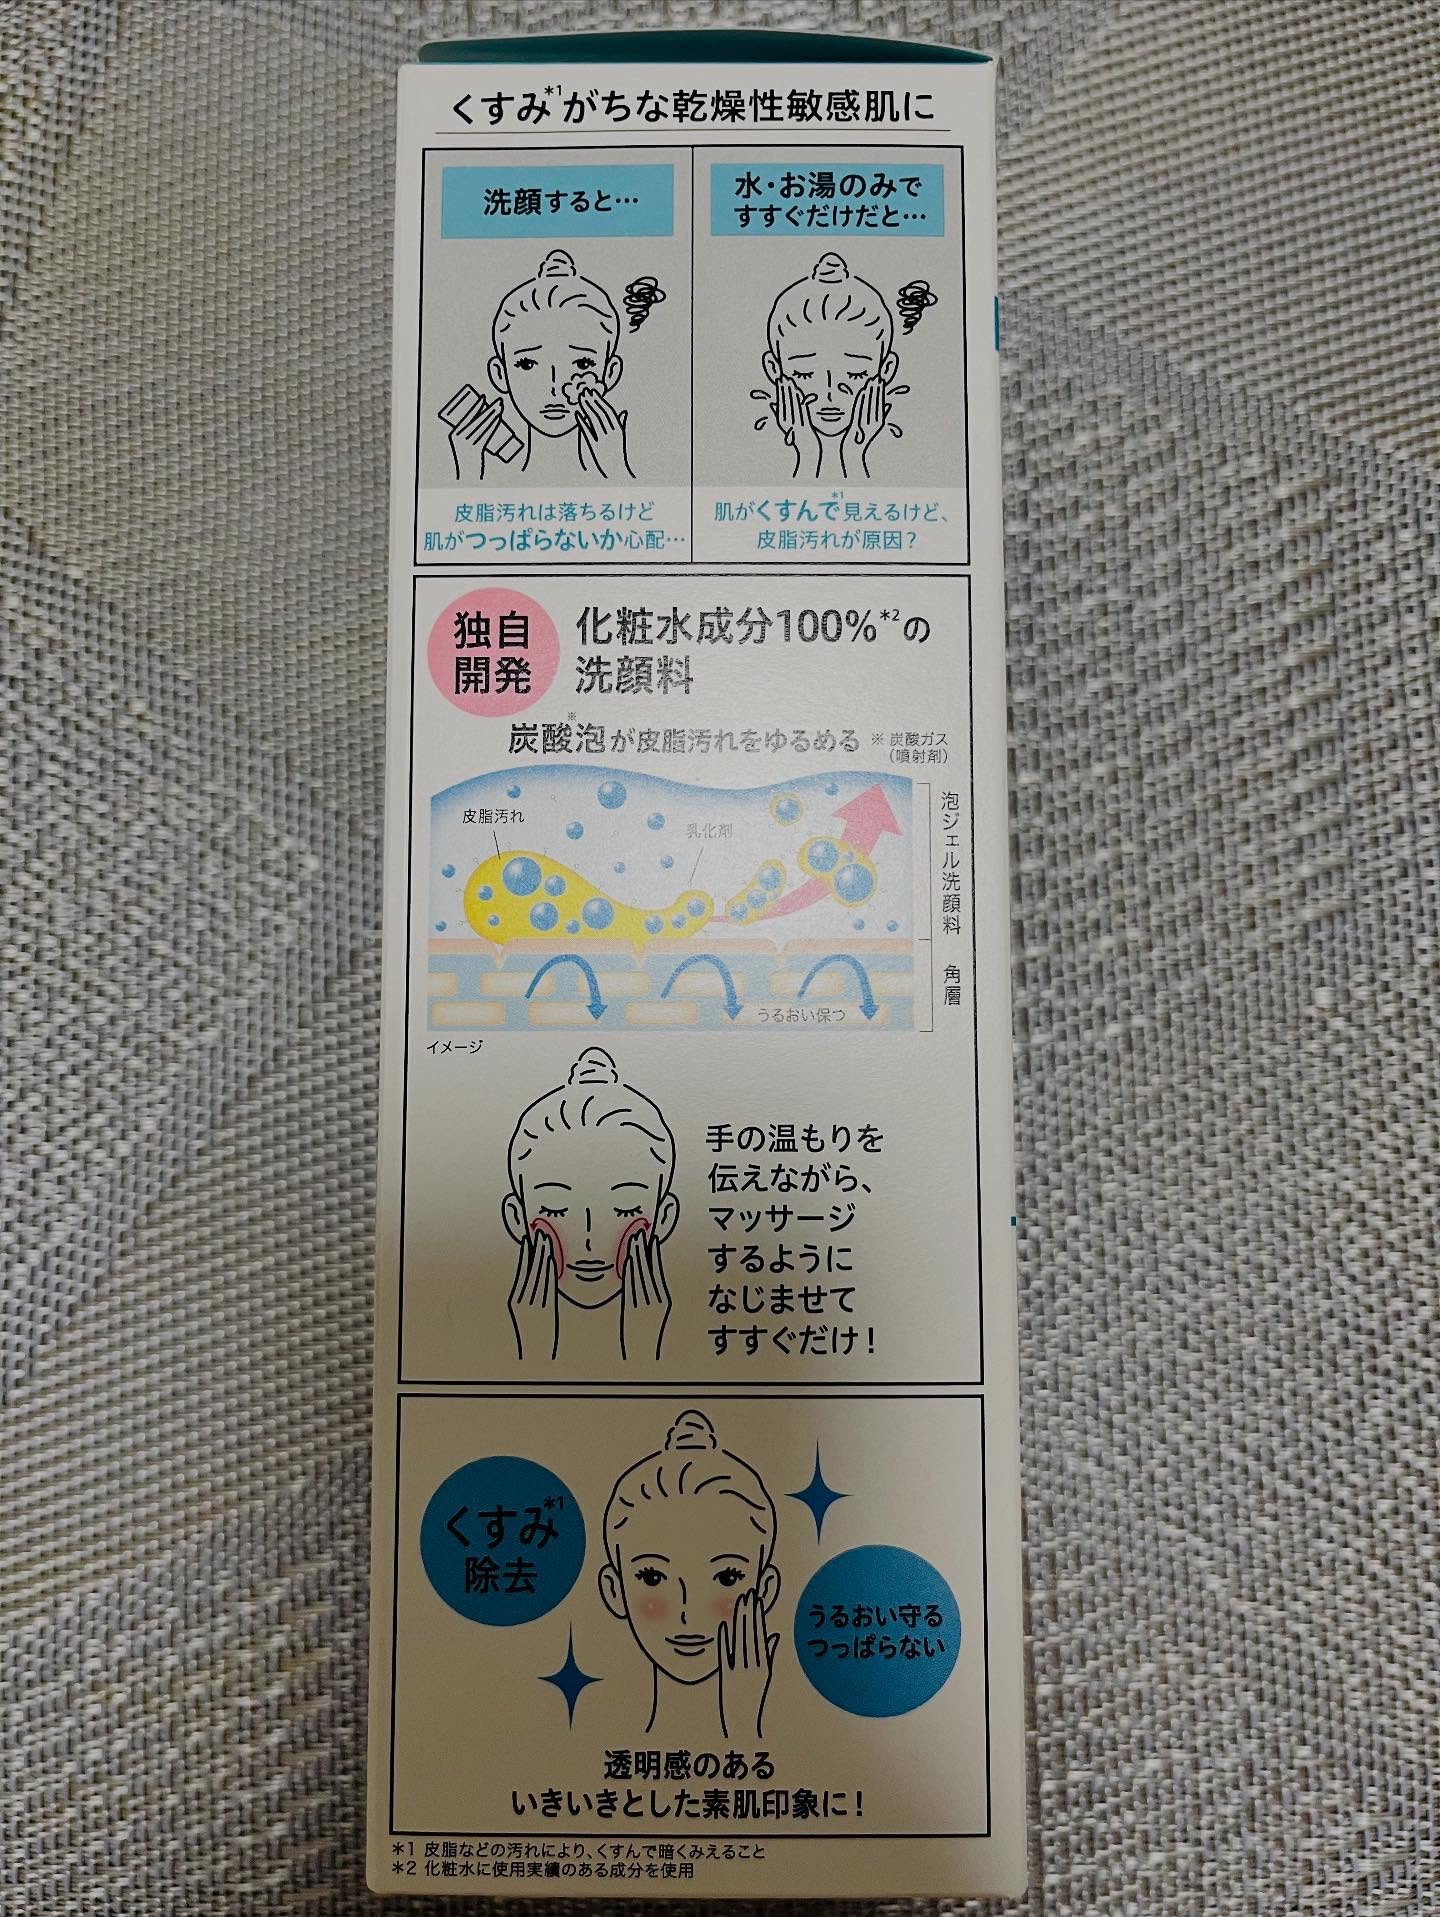 くすみ*1がちな乾燥性敏感肌に
洗顔すると…
皮脂汚れは落ちるけど
肌がつっぱらないか心配…
水・お湯のみで
すすぐだけだと…
肌がくすんで*1見えるけど、
皮脂汚れが原因?
独自
開発
化粧水成分100%*2の
洗顔料
炭酸泡※が皮脂汚れをゆるめる
※炭酸ガス
(噴射剤)
皮脂汚れ
乳化剤
泡ジェル洗顔料
角層
うるおい保つ
イメージ
手の温もりを
伝えながら、
マッサージ
するように
なじませて
すすぐだけ!
くすみ*1
除去
うるおい守る
つっぱらない
透明感のある
いきいきとした素肌印象に!
*1 皮脂などの汚れにより、くすんで暗くみえること
*2 化粧水に使用実績のある成分を使用